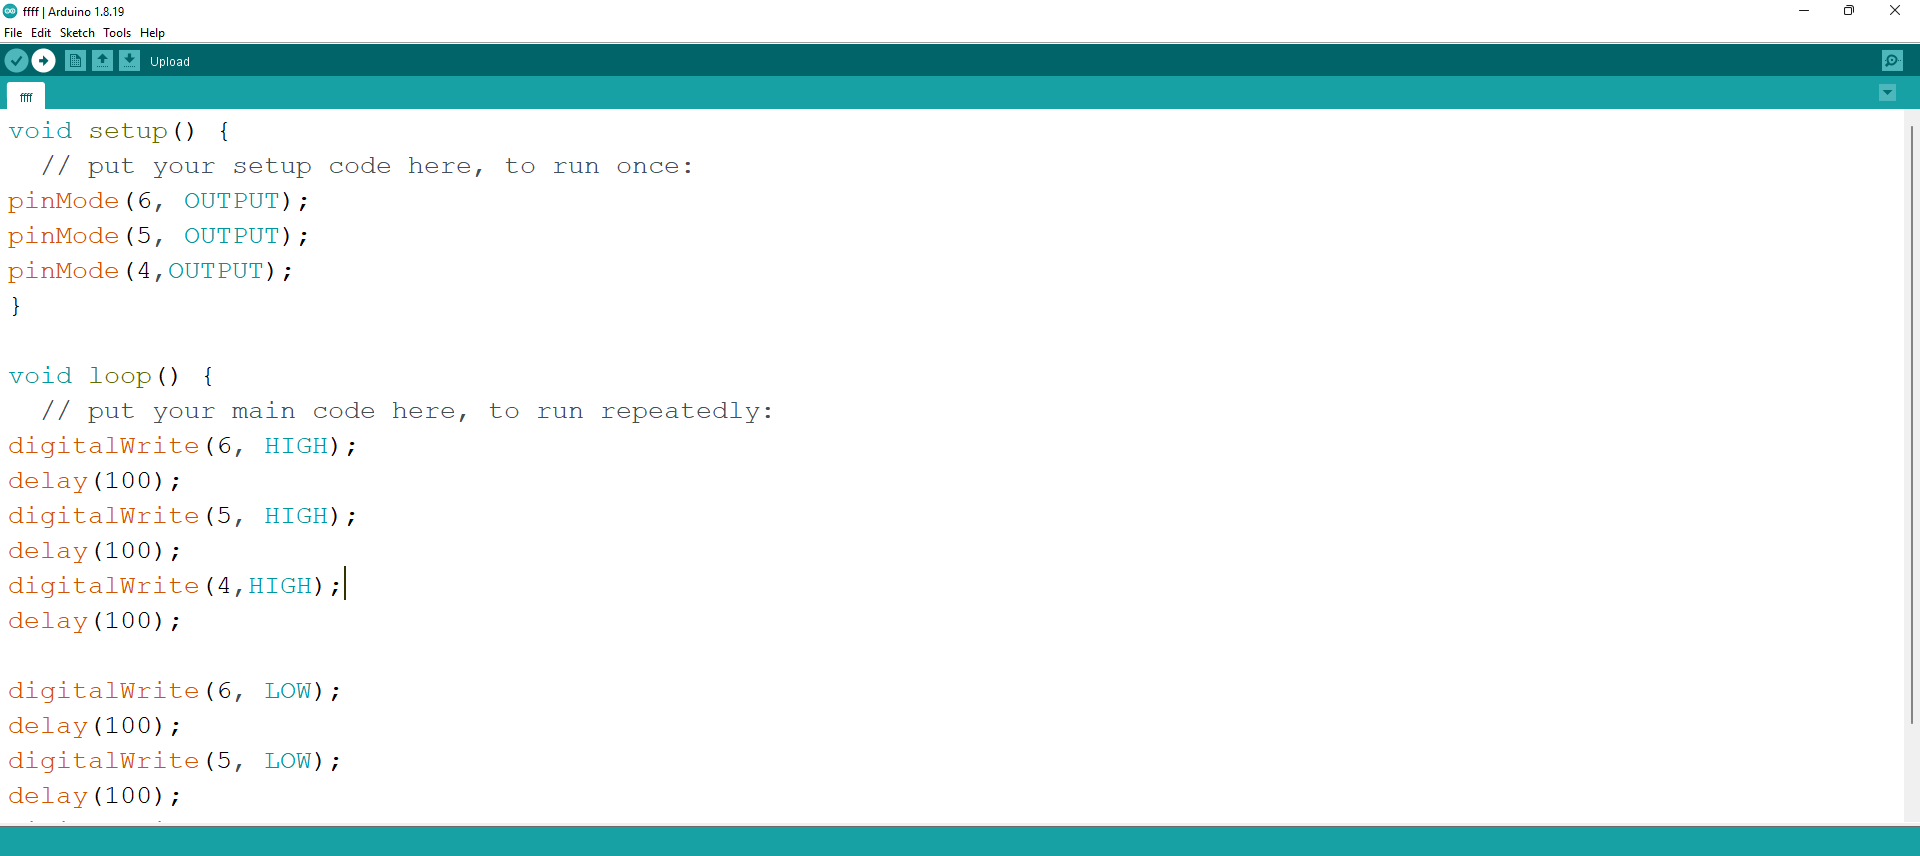 ffff | Arduino 1.8.19
File Edit Sketch Tools Help
Upload
ffff
void setup() {
  // put your setup code here, to run once:
pinMode(6, OUTPUT);
pinMode(5, OUTPUT);
pinMode(4,OUTPUT);
}

void loop() {
  // put your main code here, to run repeatedly:
digitalWrite(6, HIGH);
delay(100);
digitalWrite(5, HIGH);
delay(100);
digitalWrite(4,HIGH);
delay(100);

digitalWrite(6, LOW);
delay(100);
digitalWrite(5, LOW);
delay(100);